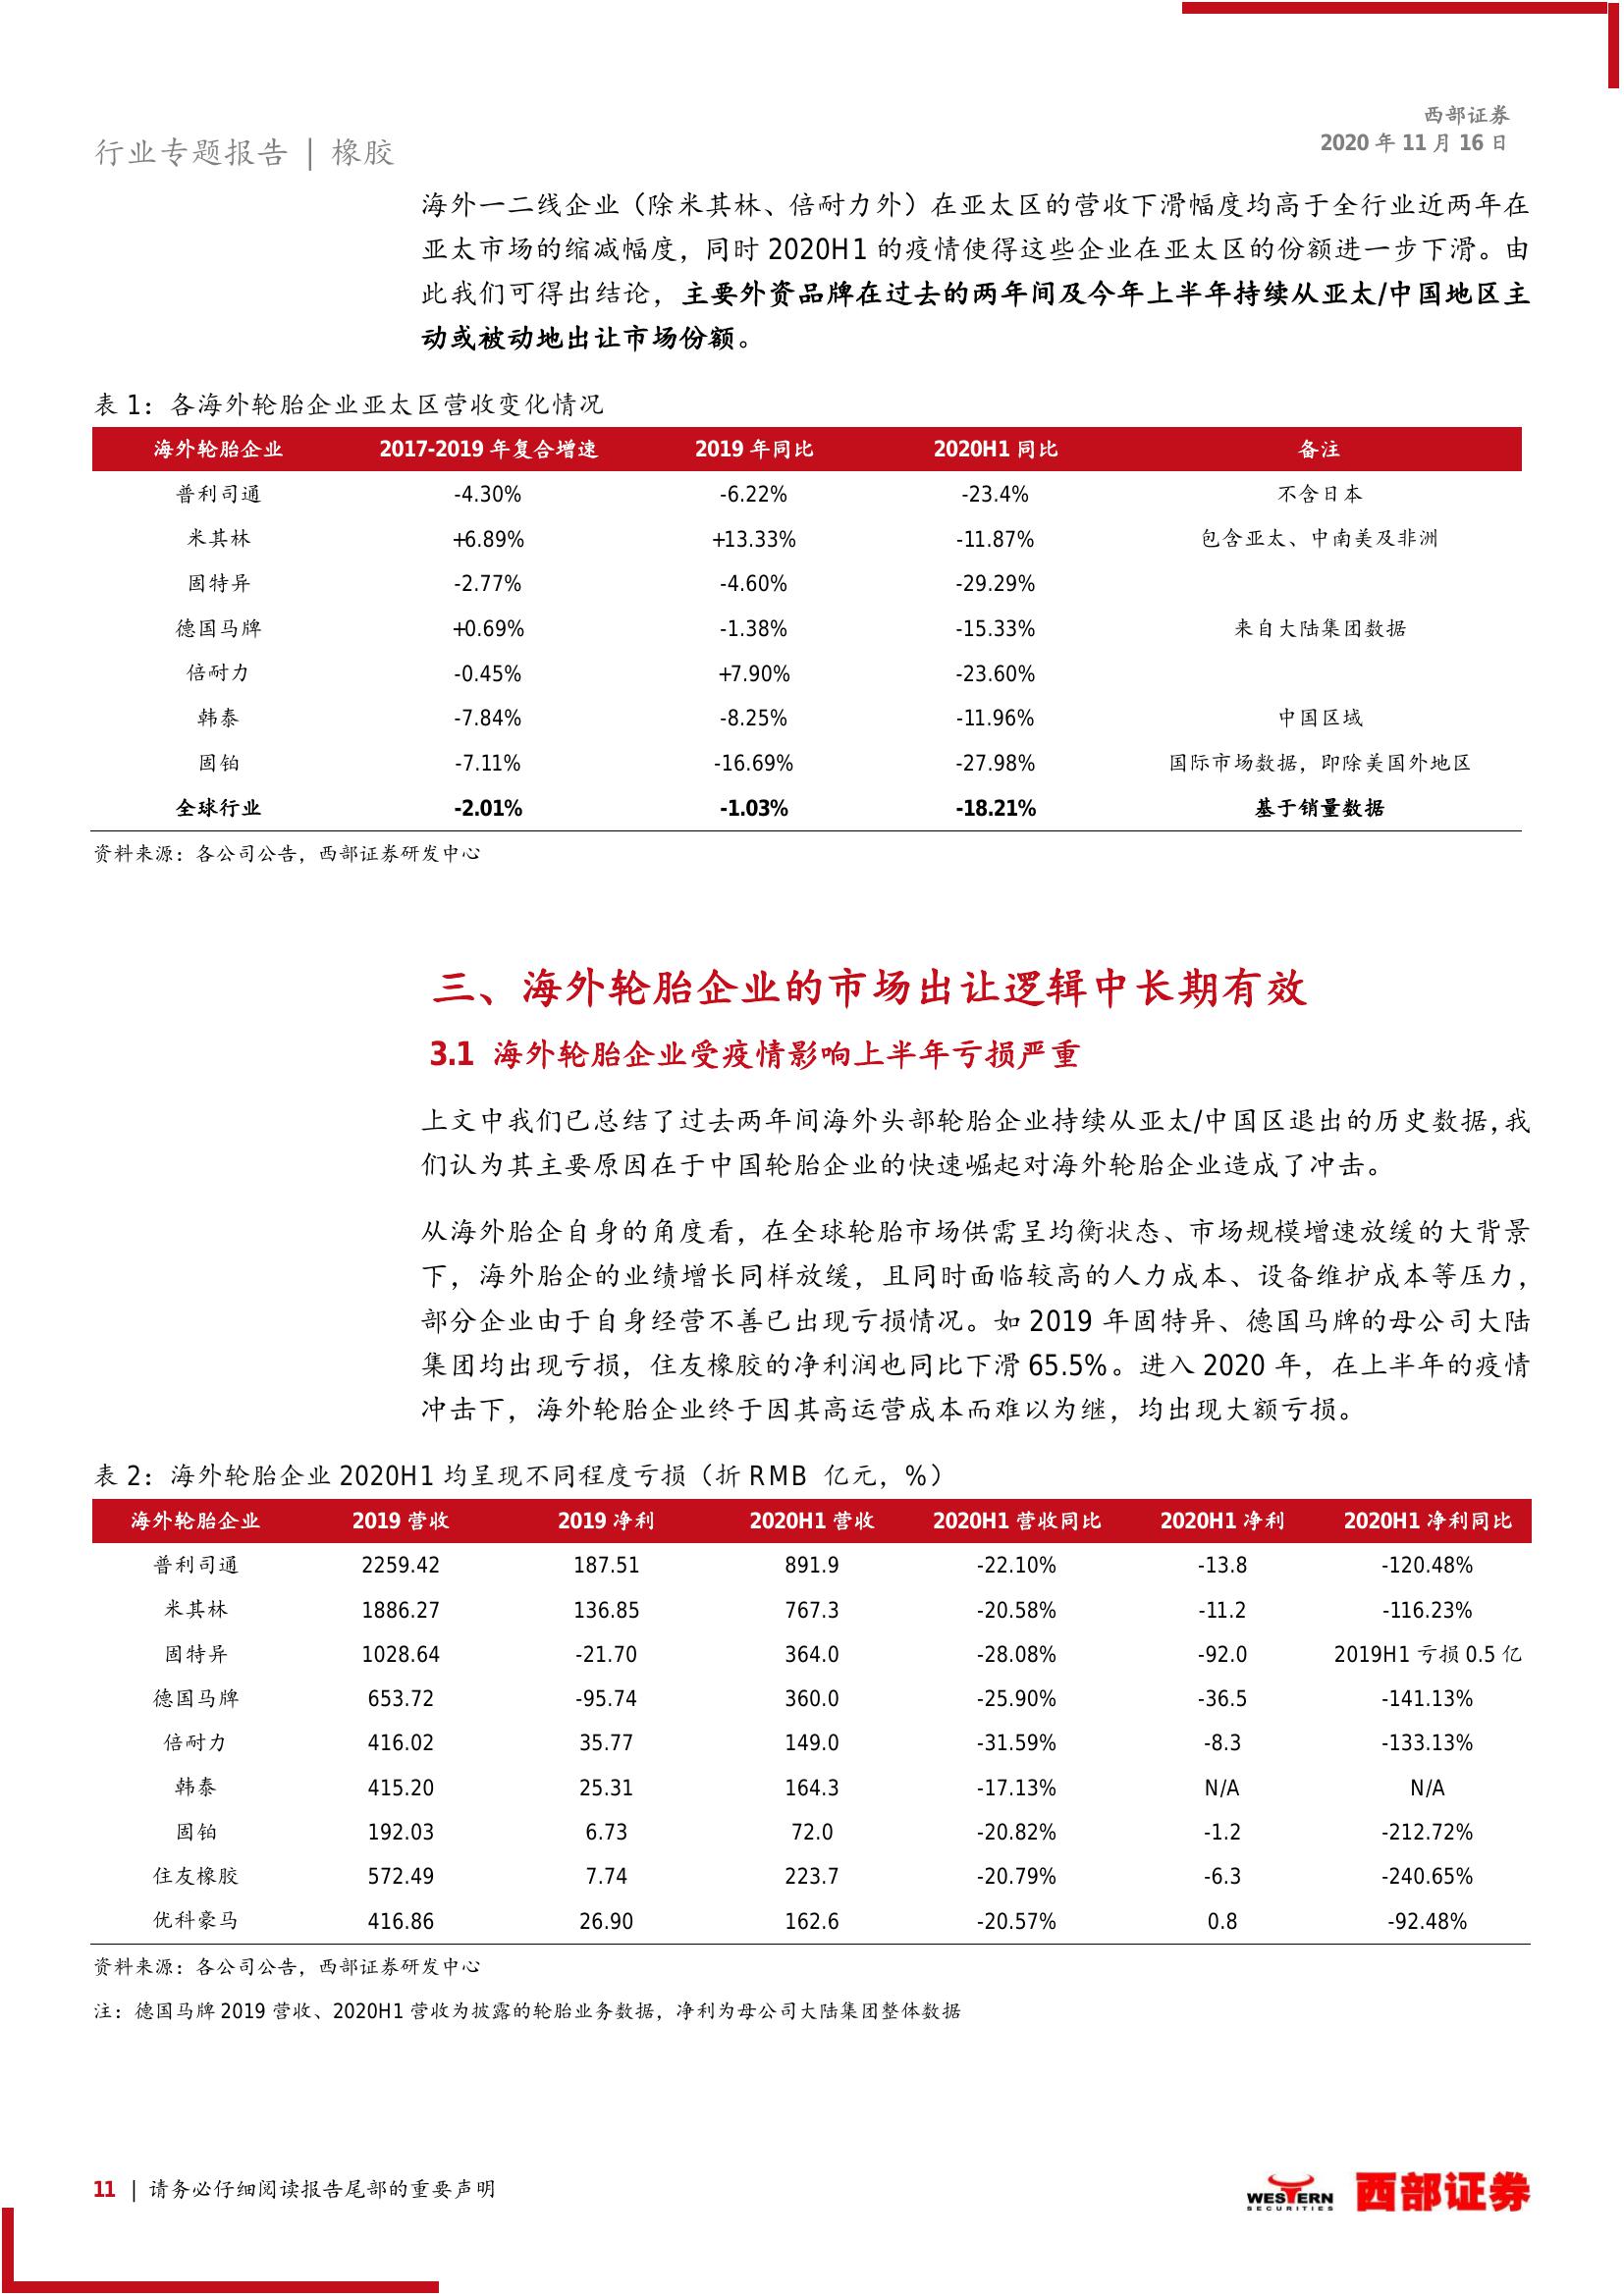 西部证券
2020 年 11 月 16 日
行业专题报告 | 橡胶
海外一二线企业（除米其林、倍耐力外）在亚太区的营收下滑幅度均高于全行业近两年在
亚太市场的缩减幅度，同时 2020H1 的疫情使得这些企业在亚太区的份额进一步下滑。由
此我们可得出结论，主要外资品牌在过去的两年间及今年上半年持续从亚太/中国地区主
动或被动地出让市场份额。
表 1：各海外轮胎企业亚太区营收变化情况
海外轮胎企业 2017-2019 年复合增速 2019 年同比 2020H1 同比 备注
普利司通 -4.30% -6.22% -23.4% 不含日本
米其林 +6.89% +13.33% -11.87% 包含亚太、中南美及非洲
固特异 -2.77% -4.60% -29.29%
德国马牌 +0.69% -1.38% -15.33% 来自大陆集团数据
倍耐力 -0.45% +7.90% -23.60%
韩泰 -7.84% -8.25% -11.96% 中国区域
固铂 -7.11% -16.69% -27.98% 国际市场数据，即除美国外地区
全球行业 -2.01% -1.03% -18.21% 基于销量数据
资料来源：各公司公告，西部证券研发中心
三、海外轮胎企业的市场出让逻辑中长期有效
3.1 海外轮胎企业受疫情影响上半年亏损严重
上文中我们已总结了过去两年间海外头部轮胎企业持续从亚太/中国区退出的历史数据，我
们认为其主要原因在于中国轮胎企业的快速崛起对海外轮胎企业造成了冲击。
从海外胎企自身的角度看，在全球轮胎市场供需呈均衡状态、市场规模增速放缓的大背景
下，海外胎企的业绩增长同样放缓，且同时面临较高的人力成本、设备维护成本等压力，
部分企业由于自身经营不善已出现亏损情况。如 2019 年固特异、德国马牌的母公司大陆
集团均出现亏损，住友橡胶的净利润也同比下滑 65.5%。进入 2020 年，在上半年的疫情
冲击下，海外轮胎企业终于因其高运营成本而难以为继，均出现大额亏损。
表 2：海外轮胎企业 2020H1 均呈现不同程度亏损（折 RMB 亿元，%）
海外轮胎企业 2019 营收 2019 净利 2020H1 营收 2020H1 营收同比 2020H1 净利 2020H1 净利同比
普利司通 2259.42 187.51 891.9 -22.10% -13.8 -120.48%
米其林 1886.27 136.85 767.3 -20.58% -11.2 -116.23%
固特异 1028.64 -21.70 364.0 -28.08% -92.0 2019H1 亏损 0.5 亿
德国马牌 653.72 -95.74 360.0 -25.90% -36.5 -141.13%
倍耐力 416.02 35.77 149.0 -31.59% -8.3 -133.13%
韩泰 415.20 25.31 164.3 -17.13% N/A N/A
固铂 192.03 6.73 72.0 -20.82% -1.2 -212.72%
住友橡胶 572.49 7.74 223.7 -20.79% -6.3 -240.65%
优科豪马 416.86 26.90 162.6 -20.57% 0.8 -92.48%
资料来源：各公司公告，西部证券研发中心
注：德国马牌 2019 营收、2020H1 营收为披露的轮胎业务数据，净利为母公司大陆集团整体数据
11 | 请务必仔细阅读报告尾部的重要声明
WESTERN
SECURITIES
西部证券